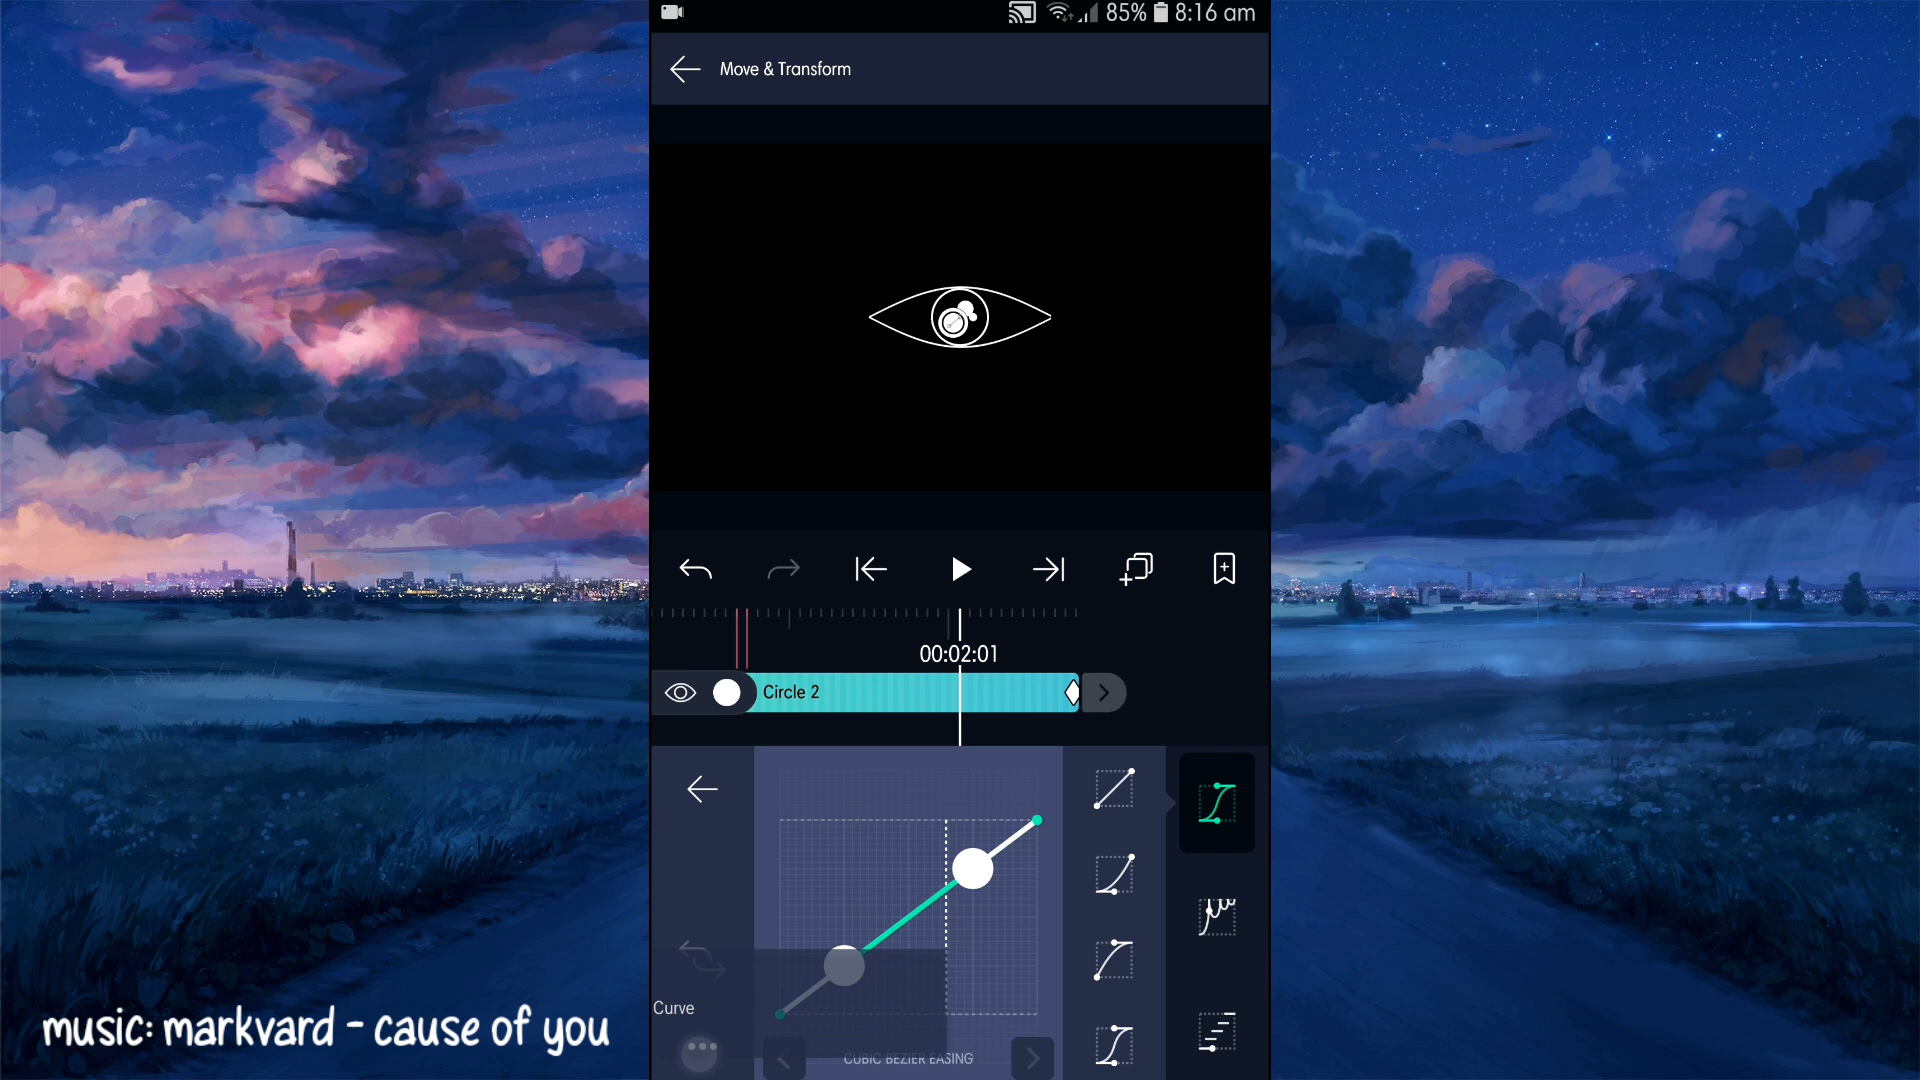 85% 8:16 am
Move & Transform
00:02:01
Circle 2
Curve
CUBIC BEZIER EASING
music: markvard - cause of you